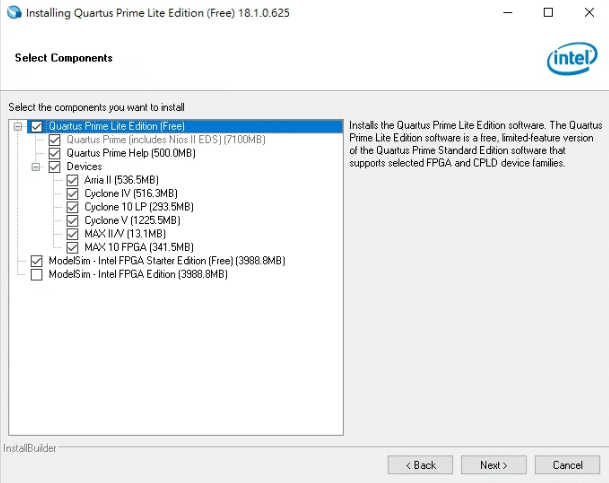 Installing Quartus Prime Lite Edition (Free) 18.1.0.625
Select Components
intel
Select the components you want to install
Quartus Prime Lite Edition (Free)
Quartus Prime (includes Nios II EDS) (7100MB)
Quartus Prime Help (500.0MB)
Devices
Arria II (536.5MB)
Cyclone IV (516.3MB)
Cyclone 10 LP (293.5MB)
Cyclone V (1225.5MB)
MAX II/V (13.1MB)
MAX 10 FPGA (341.5MB)
ModelSim - Intel FPGA Starter Edition (Free) (3988.8MB)
ModelSim - Intel FPGA Edition (3988.8MB)
Installs the Quartus Prime Lite Edition software. The Quartus
Prime Lite Edition software is a free, limited-feature version
of the Quartus Prime Standard Edition software that
supports selected FPGA and CPLD device families.
InstallBuilder
< Back
Next >
Cancel